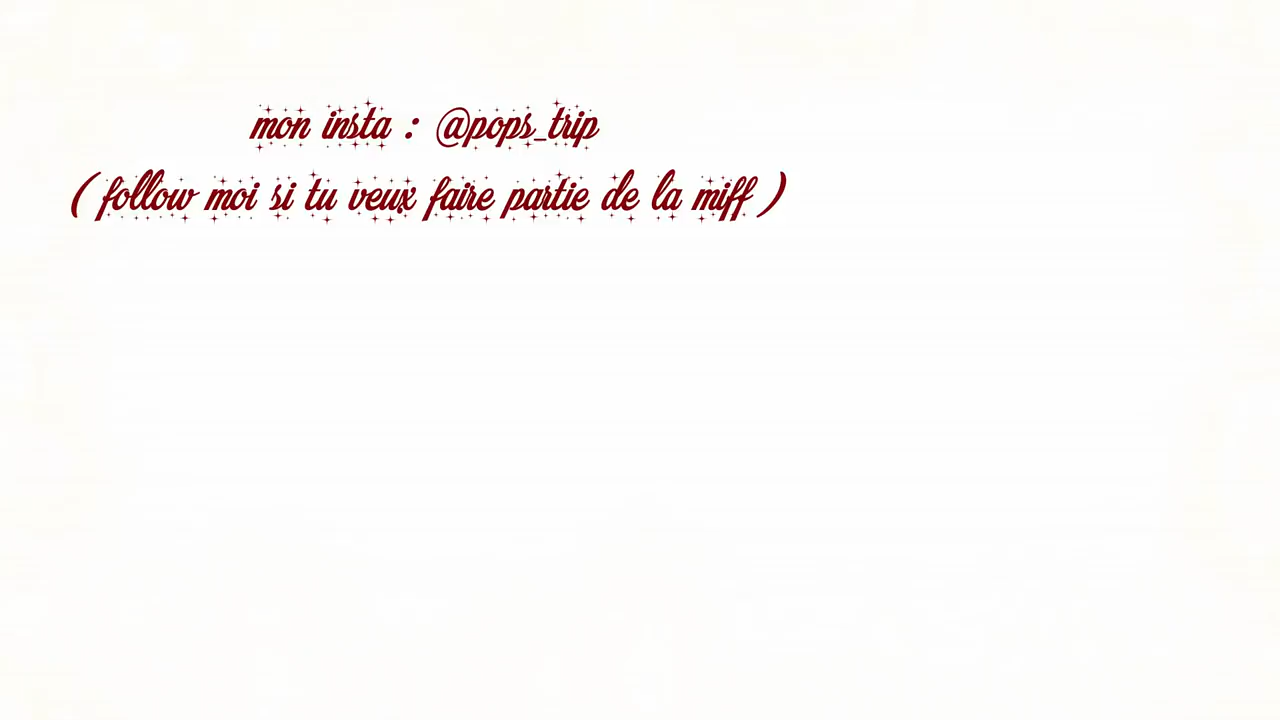 mon insta : @pops_trip
( follow moi si tu veux faire partie de la miff )